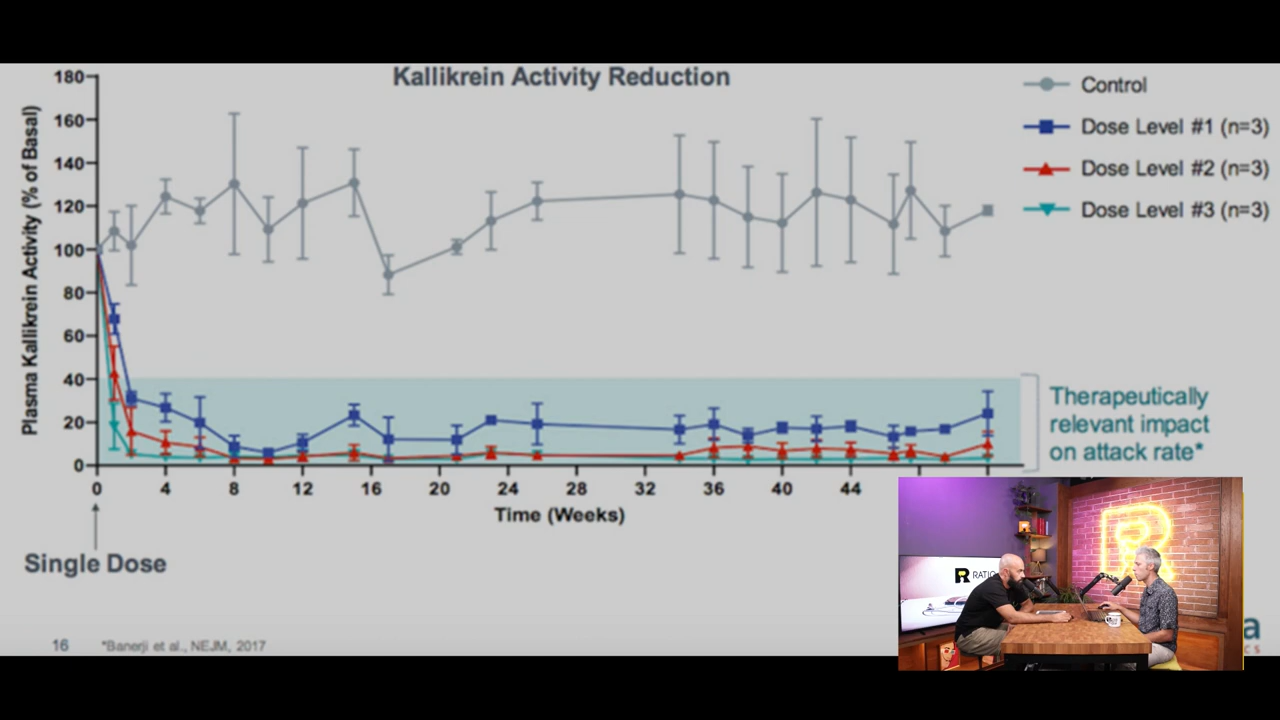 Kallikrein Activity Reduction
Plasma Kallikrein Activity (% of Basal)
180
160
140
120
100
80
60
40
20
0
0 4 8 12 16 20 24 28 32 36 40 44
Time (Weeks)
Single Dose
Control
Dose Level #1 (n=3)
Dose Level #2 (n=3)
Dose Level #3 (n=3)
Therapeutically
relevant impact
on attack rate*
16 *Banerji et al., NEJM, 2017
R RATIO
R
a
CS